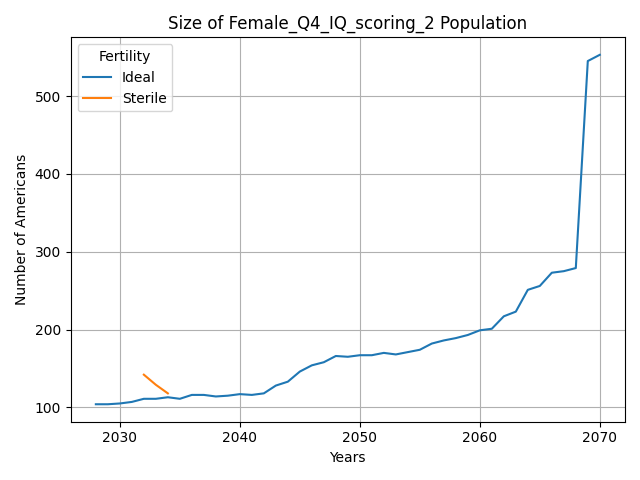 Size of Female_Q4_IQ_scoring_2 Population
Fertility
Ideal
Sterile
Number of Americans
500
400
300
200
100
2030
2040
2050
2060
2070
Years